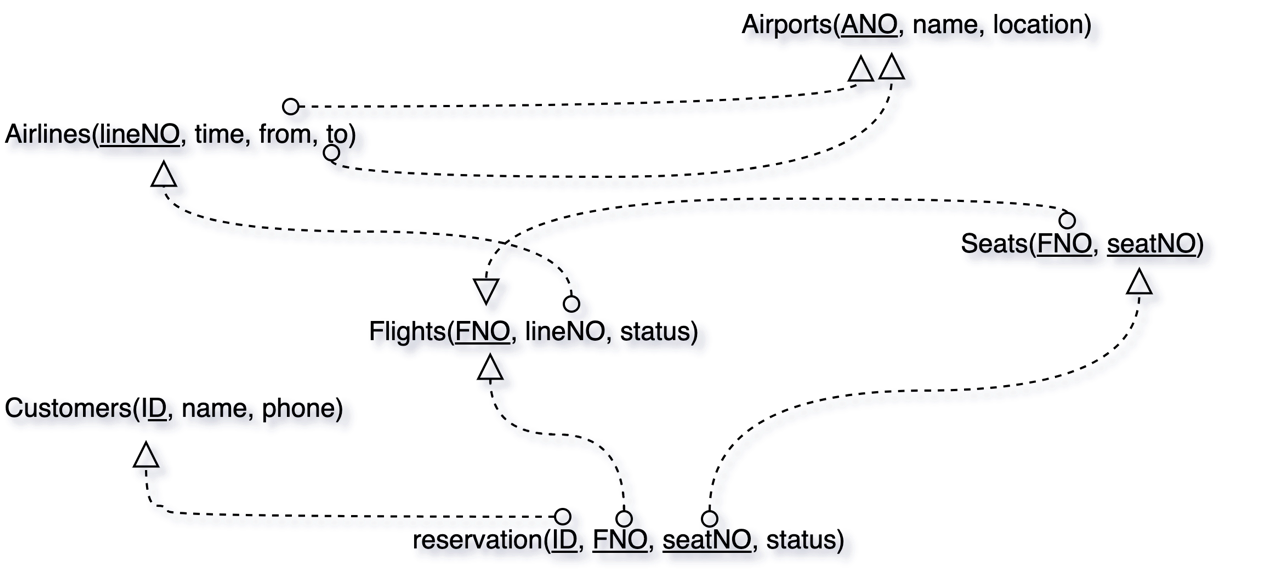 Airports(ANO, name, location)
Airlines(lineNO, time, from, to)
Seats(FNO, seatNO)
Flights(FNO, lineNO, status)
Customers(ID, name, phone)
reservation(ID, FNO, seatNO, status)